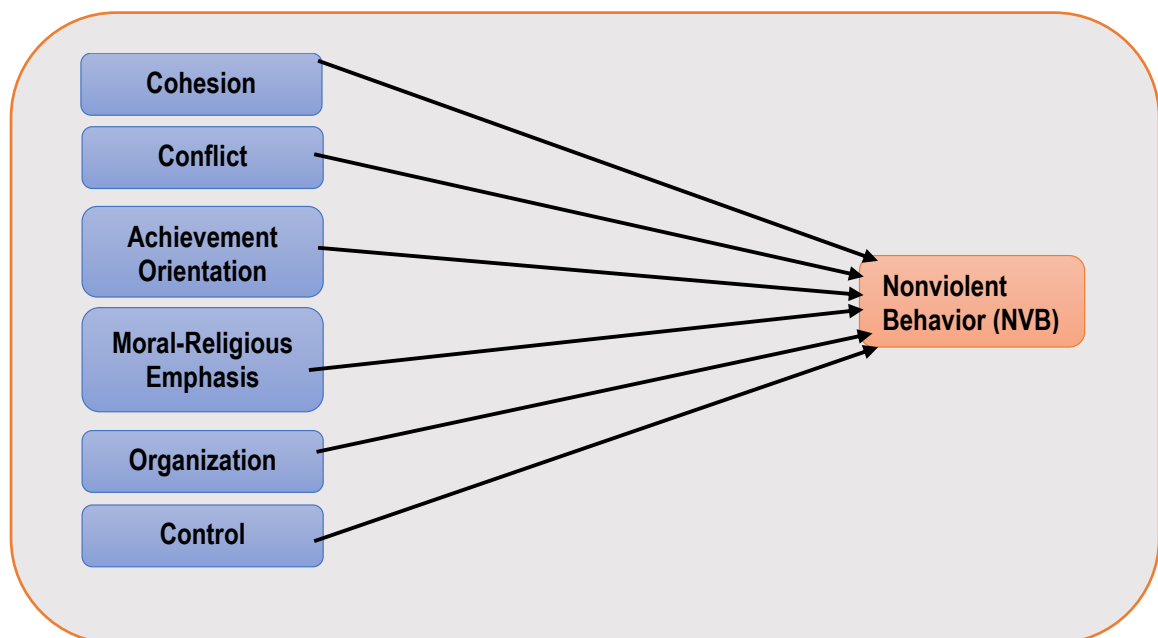 Cohesion
Conflict
Achievement
Orientation
Moral-Religious
Emphasis
Organization
Control
Nonviolent
Behavior (NVB)